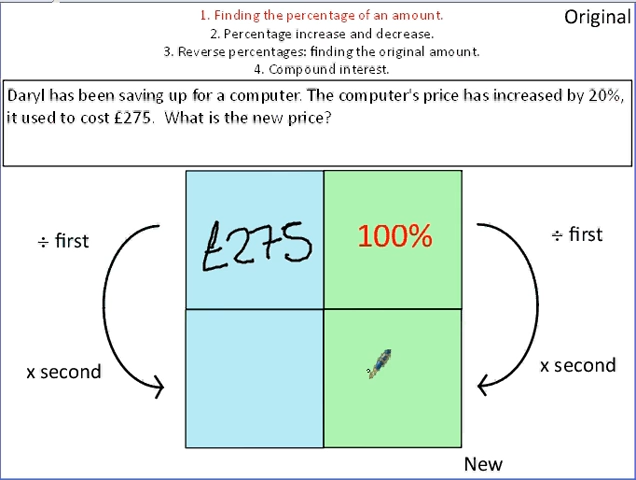 1. Finding the percentage of an amount.
Original
2. Percentage increase and decrease.
3. Reverse percentages: finding the original amount.
4. Compound interest.
Daryl has been saving up for a computer. The computer's price has increased by 20%,
it used to cost £275. What is the new price?
£275
100%
÷ first
÷ first
x second
x second
New